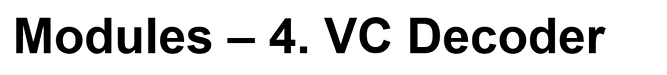 Modules – 4. VC Decoder